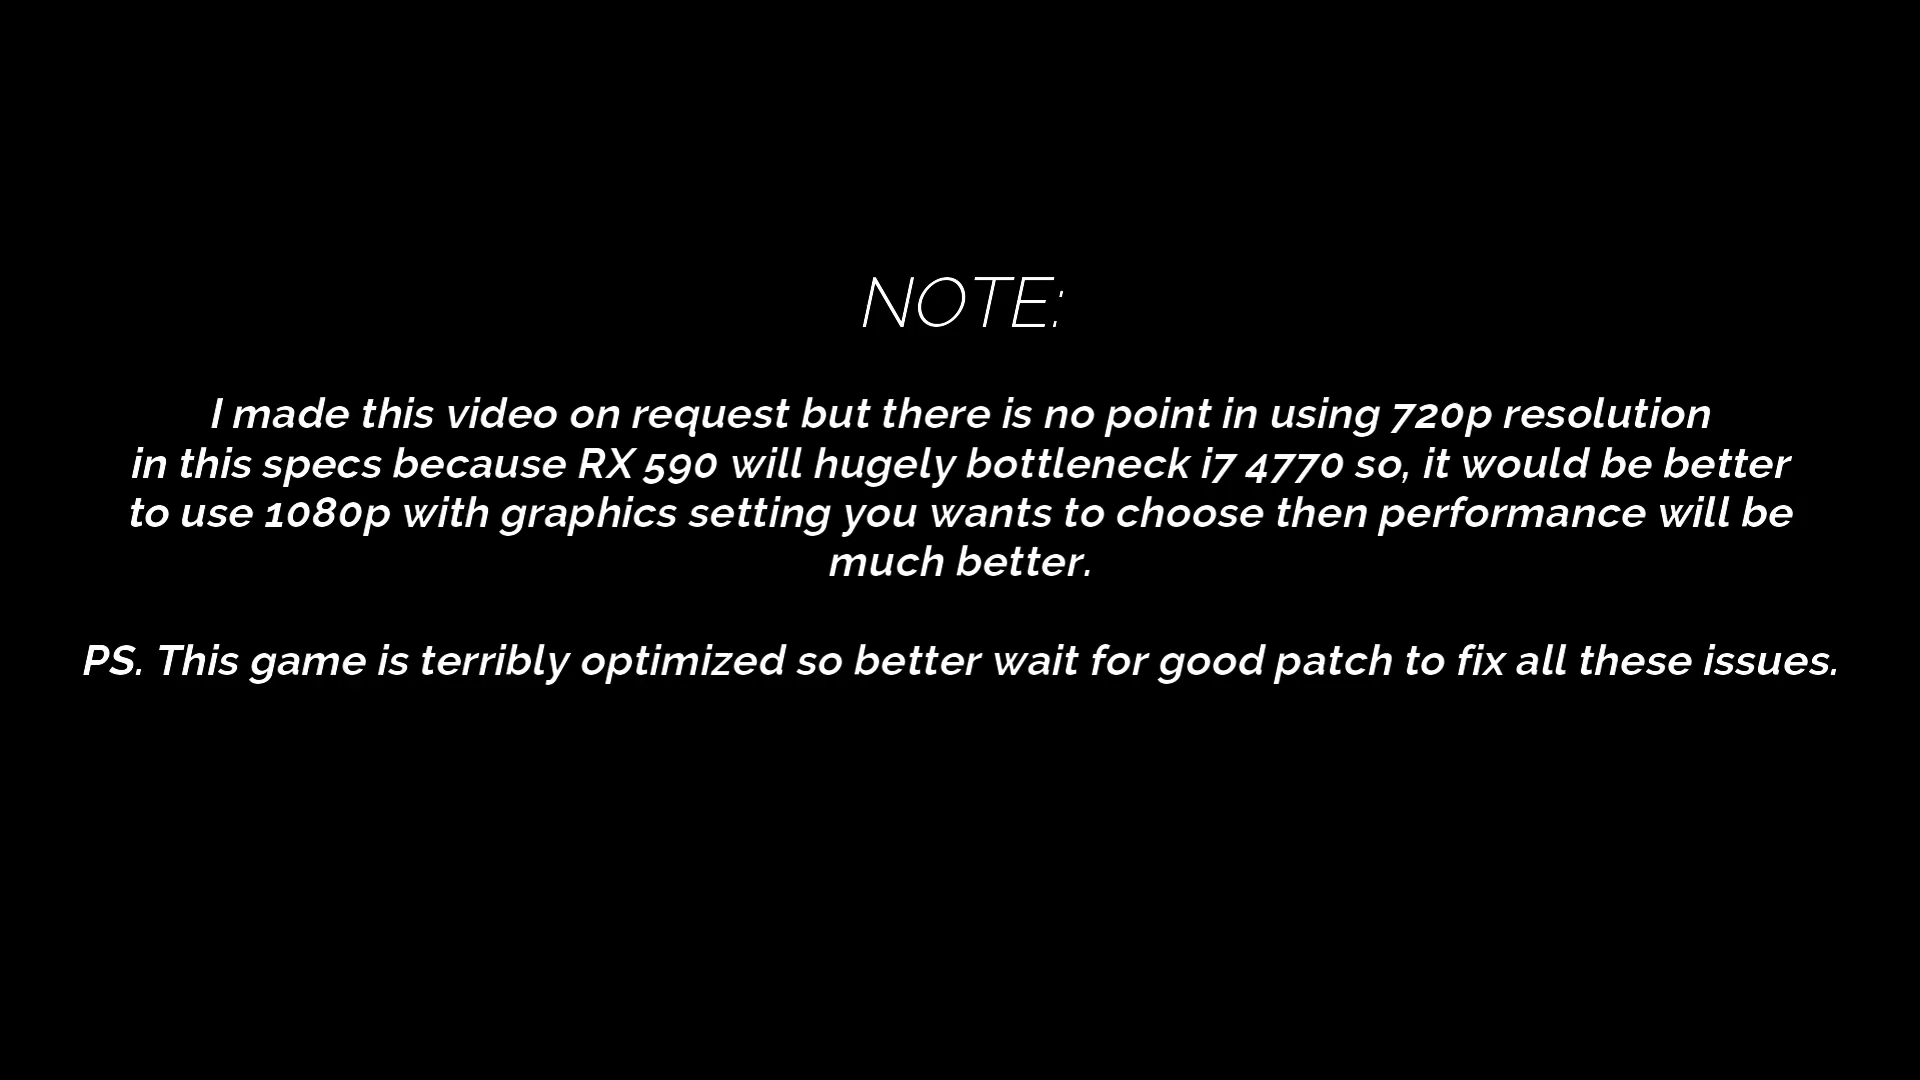 NOTE:
I made this video on request but there is no point in using 720p resolution
in this specs because RX 590 will hugely bottleneck i7 4770 so, it would be better
to use 1080p with graphics setting you wants to choose then performance will be
much better.
PS. This game is terribly optimized so better wait for good patch to fix all these issues.